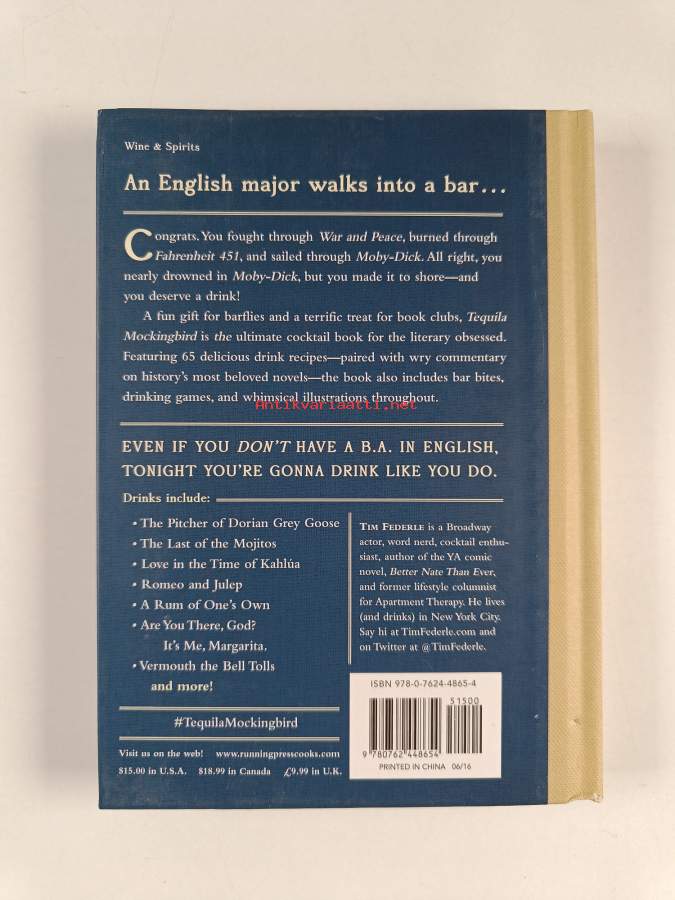 Wine & Spirits
An English major walks into a bar...
Congrats. You fought through War and Peace, burned through
Fahrenheit 451, and sailed through Moby-Dick. All right, you
nearly drowned in Moby-Dick, but you made it to shore—and
you deserve a drink!
A fun gift for barflies and a terrific treat for book clubs, Tequila
Mockingbird is the ultimate cocktail book for the literary obsessed.
Featuring 65 delicious drink recipes—paired with wry commentary
on history's most beloved novels—the book also includes bar bites,
drinking games, and whimsical illustrations throughout.
Antikvariaatti.net
EVEN IF YOU DON'T HAVE A B.A. IN ENGLISH,
TONIGHT YOU'RE GONNA DRINK LIKE YOU DO.
Drinks include:
• The Pitcher of Dorian Grey Goose
• The Last of the Mojitos
• Love in the Time of Kahlúa
• Romeo and Julep
• A Rum of One's Own
• Are You There, God?
It's Me, Margarita.
• Vermouth the Bell Tolls
and more!
TIM FEDERLE is a Broadway
actor, word nerd, cocktail enthu-
siast, author of the YA comic
novel, Better Nate Than Ever,
and former lifestyle columnist
for Apartment Therapy. He lives
(and drinks) in New York City.
Say hi at TimFederle.com and
on Twitter at @TimFederle.
#TequilaMockingbird
Visit us on the web! www.runningpresscooks.com
$15.00 in U.S.A. $18.99 in Canada £9.99 in U.K.
ISBN 978-0-7624-4865-4
51500
9 780762 448654
PRINTED IN CHINA 06/16